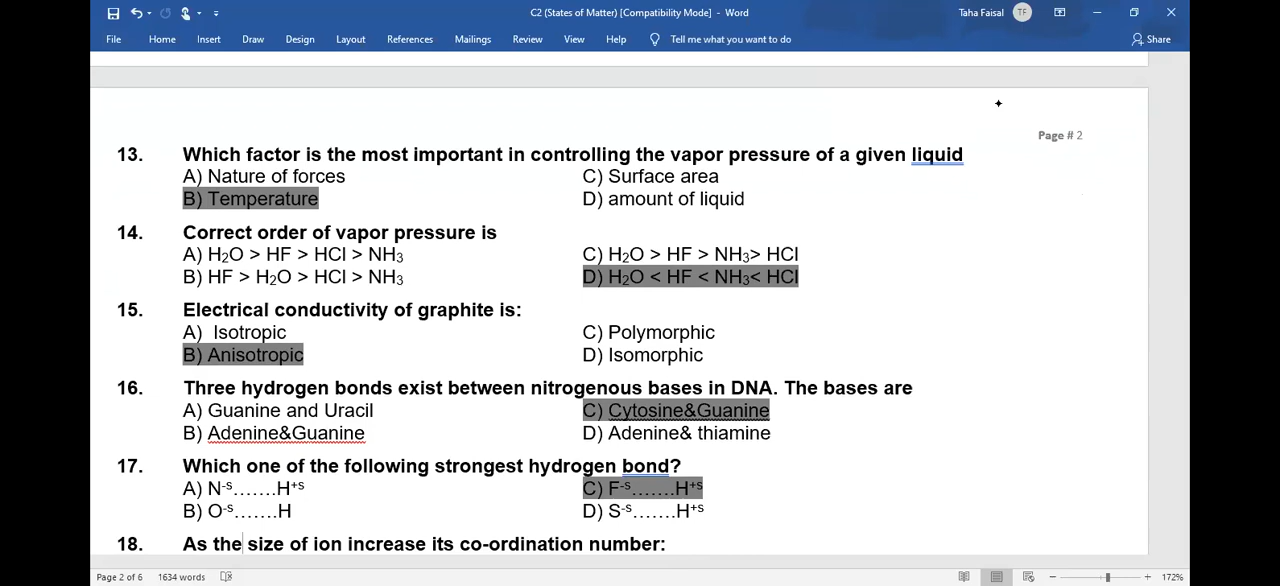 C2 (States of Matter) [Compatibility Mode] - Word
Taha Faisal TF
File Home Insert Draw Design Layout References Mailings Review View Help Tell me what you want to do Share
Page # 2
13. Which factor is the most important in controlling the vapor pressure of a given liquid
A) Nature of forces C) Surface area
B) Temperature D) amount of liquid
14. Correct order of vapor pressure is
A) H₂O > HF > HCl > NH₃ C) H₂O > HF > NH₃> HCl
B) HF > H₂O > HCl > NH₃ D) H₂O < HF < NH₃< HCl
15. Electrical conductivity of graphite is:
A) Isotropic C) Polymorphic
B) Anisotropic D) Isomorphic
16. Three hydrogen bonds exist between nitrogenous bases in DNA. The bases are
A) Guanine and Uracil C) Cytosine&Guanine
B) Adenine&Guanine D) Adenine& thiamine
17. Which one of the following strongest hydrogen bond?
A) N⁻ˢ.......H⁺ˢ C) F⁻ˢ.......H⁺ˢ
B) O⁻ˢ.......H D) S⁻ˢ.......H⁺ˢ
18. As the size of ion increase its co-ordination number:
Page 2 of 6 1634 words 172%